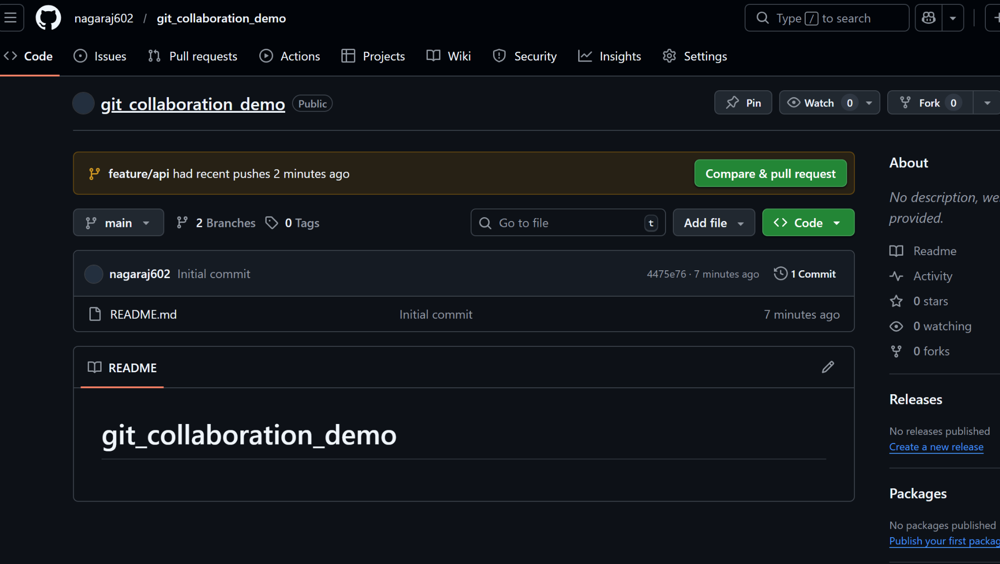 nagaraj602 / git_collaboration_demo
Type / to search
Code Issues Pull requests Actions Projects Wiki Security Insights Settings
git_collaboration_demo Public
Pin Watch 0 Fork 0
feature/api had recent pushes 2 minutes ago Compare & pull request
main 2 Branches 0 Tags Go to file t Add file Code
nagaraj602 Initial commit 4475e76 · 7 minutes ago 1 Commit
README.md Initial commit 7 minutes ago
README
git_collaboration_demo
About
No description,
provided.
Readme
Activity
0 stars
0 watching
0 forks
Releases
No releases published
Create a new release
Packages
No packages published
Publish your first